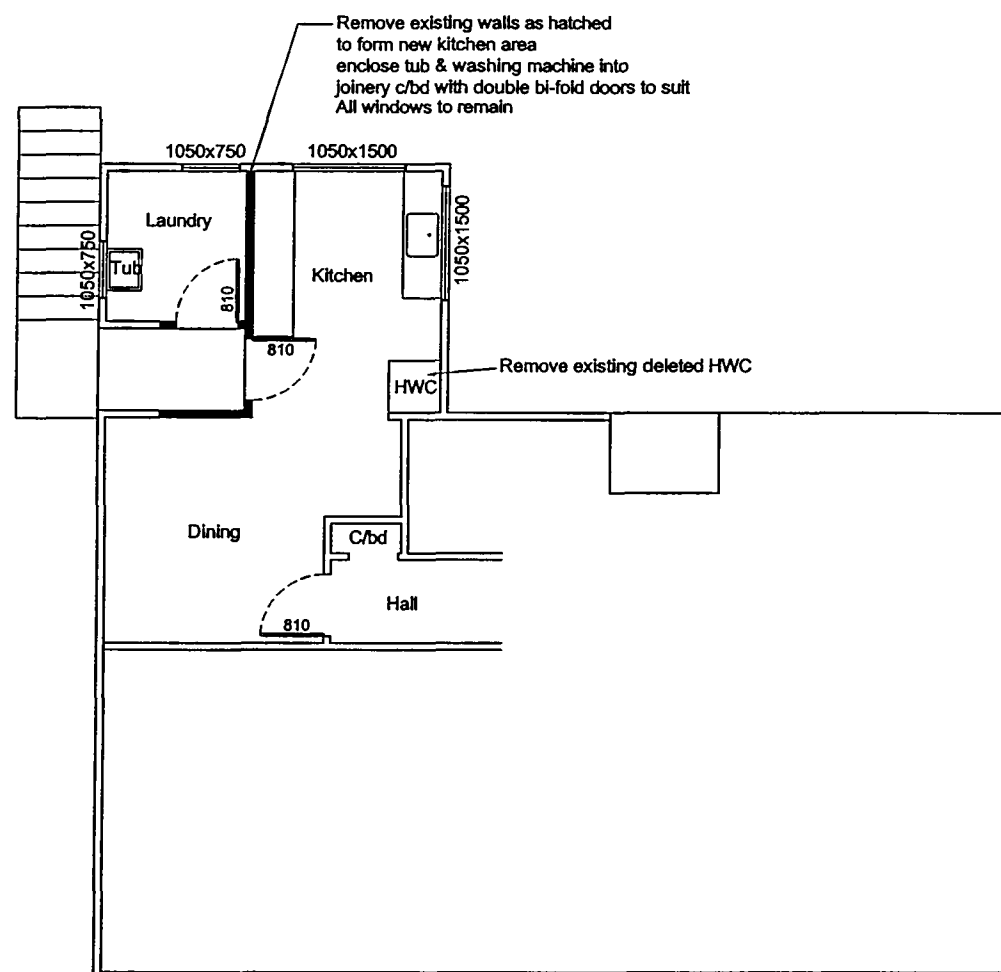 Remove existing walls as hatched
to form new kitchen area
enclose tub & washing machine into
joinery c/bd with double bi-fold doors to suit
All windows to remain
1050x750
1050x1500
Laundry
1050x750
Tub
810
Kitchen
1050x1500
810
HWC
Remove existing deleted HWC
Dining
C/bd
Hall
810